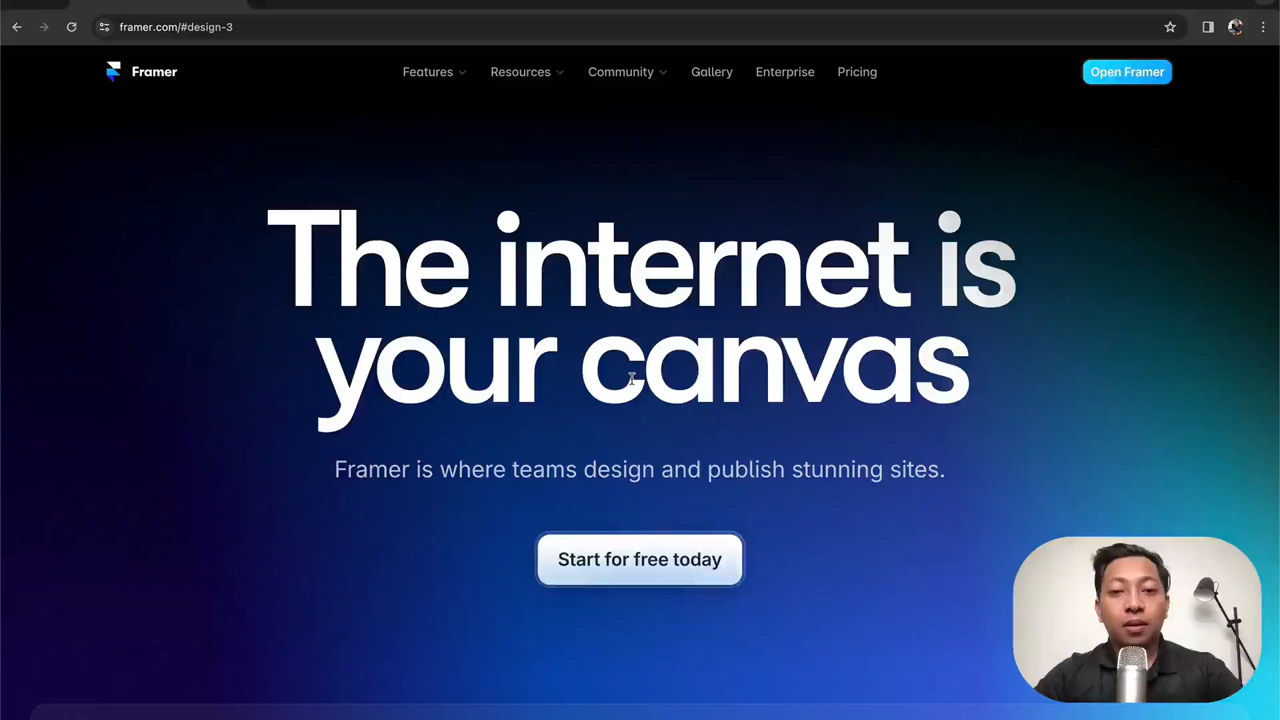 framer.com/#design-3
Framer
Features
Resources
Community
Gallery
Enterprise
Pricing
Open Framer
The internet is
your canvas
Framer is where teams design and publish stunning sites.
Start for free today